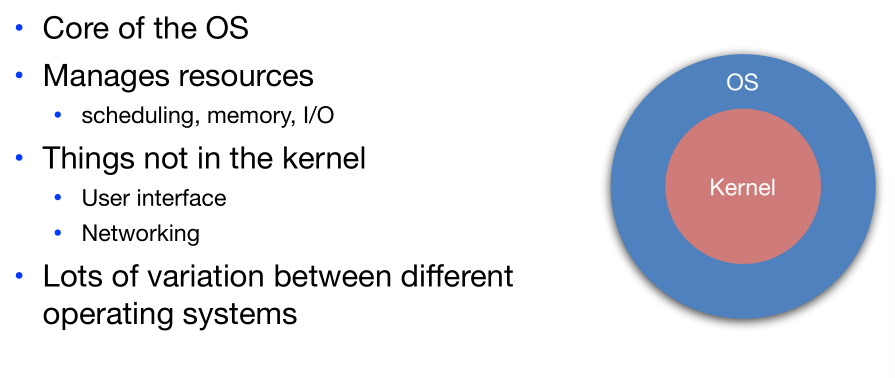 • Core of the OS
• Manages resources
• scheduling, memory, I/O
• Things not in the kernel
• User interface
• Networking
• Lots of variation between different
operating systems
OS
Kernel